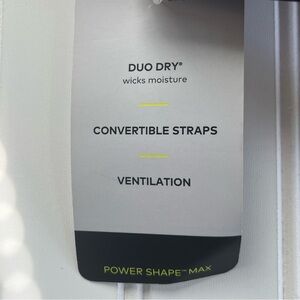 DUO DRY®
wicks moisture
CONVERTIBLE STRAPS
VENTILATION
POWER SHAPE™ MAX